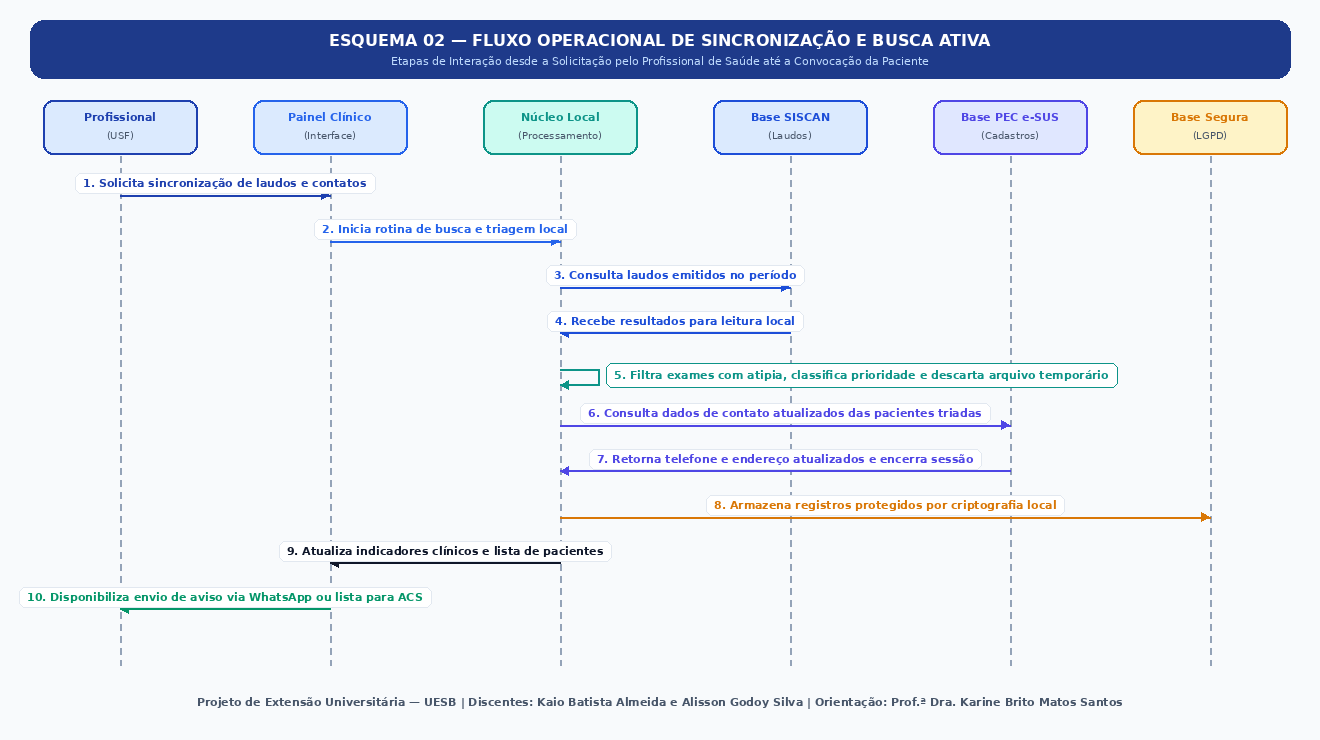 ESQUEMA 02 — FLUXO OPERACIONAL DE SINCRONIZAÇÃO E BUSCA ATIVA
Etapas de Interação desde a Solicitação pelo Profissional de Saúde até a Convocação da Paciente
Profissional
(USF)
Painel Clínico
(Interface)
Núcleo Local
(Processamento)
Base SISCAN
(Laudos)
Base PEC e-SUS
(Cadastros)
Base Segura
(LGPD)
1. Solicita sincronização de laudos e contatos
2. Inicia rotina de busca e triagem local
3. Consulta laudos emitidos no período
4. Recebe resultados para leitura local
5. Filtra exames com atipia, classifica prioridade e descarta arquivo temporário
6. Consulta dados de contato atualizados das pacientes triadas
7. Retorna telefone e endereço atualizados e encerra sessão
8. Armazena registros protegidos por criptografia local
9. Atualiza indicadores clínicos e lista de pacientes
10. Disponibiliza envio de aviso via WhatsApp ou lista para ACS
Projeto de Extensão Universitária — UESB | Discentes: Kaio Batista Almeida e Alisson Godoy Silva | Orientação: Prof.ª Dra. Karine Brito Matos Santos